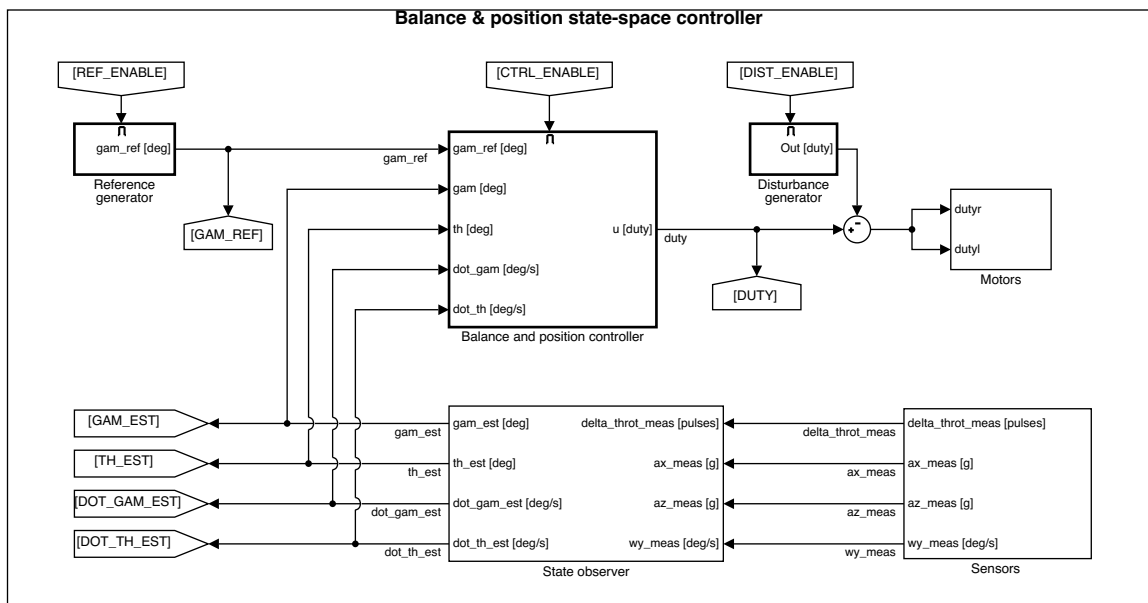 Balance & position state-space controller
[REF_ENABLE]
[CTRL_ENABLE]
[DIST_ENABLE]
gam_ref [deg]
Reference
generator
gam_ref
[GAM_REF]
gam_ref [deg]
gam [deg]
th [deg]
dot_gam [deg/s]
dot_th [deg/s]
u [duty]
Balance and position controller
duty
[DUTY]
Out [duty]
Disturbance
generator
+
-
dutyr
dutyl
Motors
[GAM_EST]
[TH_EST]
[DOT_GAM_EST]
[DOT_TH_EST]
gam_est
th_est
dot_gam_est
dot_th_est
gam_est [deg]
th_est [deg]
dot_gam_est [deg/s]
dot_th_est [deg/s]
delta_throt_meas [pulses]
ax_meas [g]
az_meas [g]
wy_meas [deg/s]
State observer
delta_throt_meas
ax_meas
az_meas
wy_meas
delta_throt_meas [pulses]
ax_meas [g]
az_meas [g]
wy_meas [deg/s]
Sensors